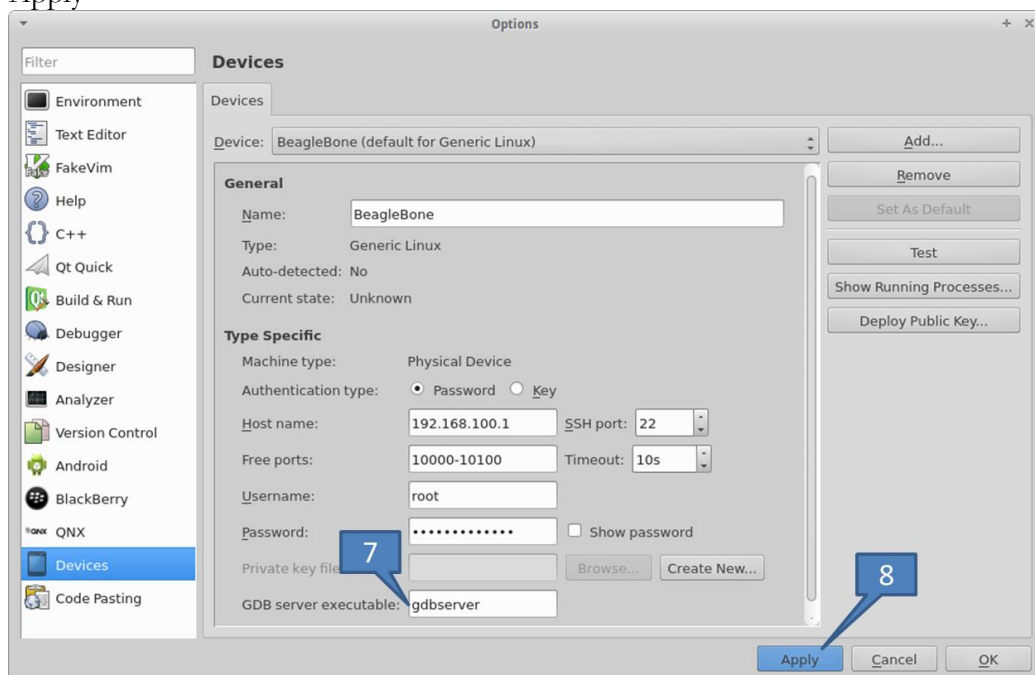 Apply
Options
Filter
Devices
Environment
Text Editor
FakeVim
Help
C++
Qt Quick
Build & Run
Debugger
Designer
Analyzer
Version Control
Android
BlackBerry
QNX QNX
Devices
Code Pasting
Devices
Device: BeagleBone (default for Generic Linux)
General
Name: BeagleBone
Type: Generic Linux
Auto-detected: No
Current state: Unknown
Type Specific
Machine type: Physical Device
Authentication type: Password Key
Host name: 192.168.100.1 SSH port: 22
Free ports: 10000-10100 Timeout: 10s
Username: root
Password: ••••••••••••• Show password
Private key file Browse... Create New...
GDB server executable: gdbserver
7
Add...
Remove
Set As Default
Test
Show Running Processes...
Deploy Public Key...
8
Apply Cancel OK